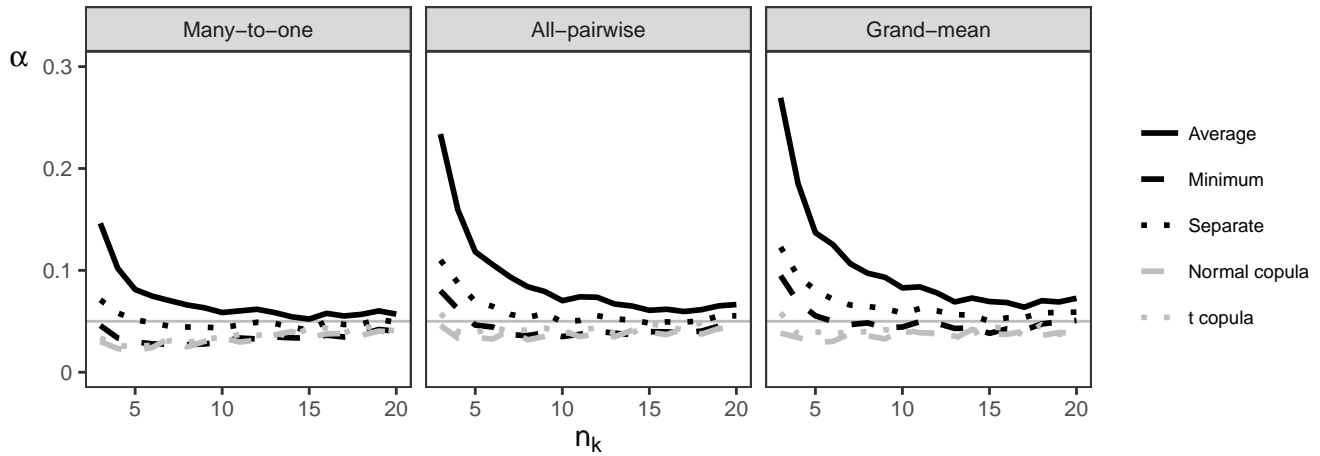 Many−to−one
All−pairwise
Grand−mean
α
0.3
0.2
0.1
0
5 10 15 20
5 10 15 20
5 10 15 20
nk
Average
Minimum
Separate
Normal copula
t copula